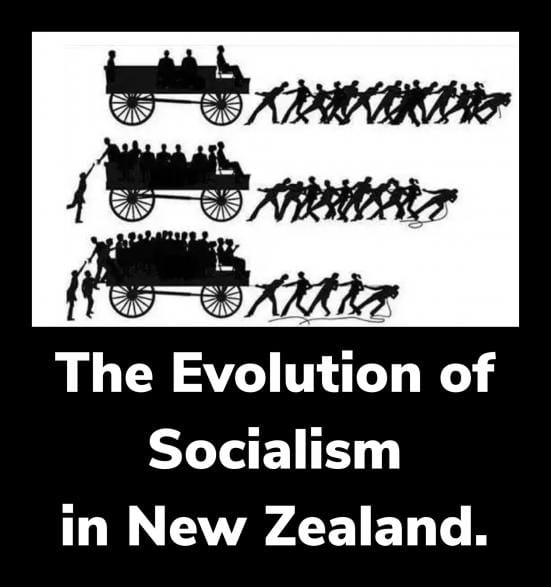 The Evolution of
Socialism
in New Zealand.